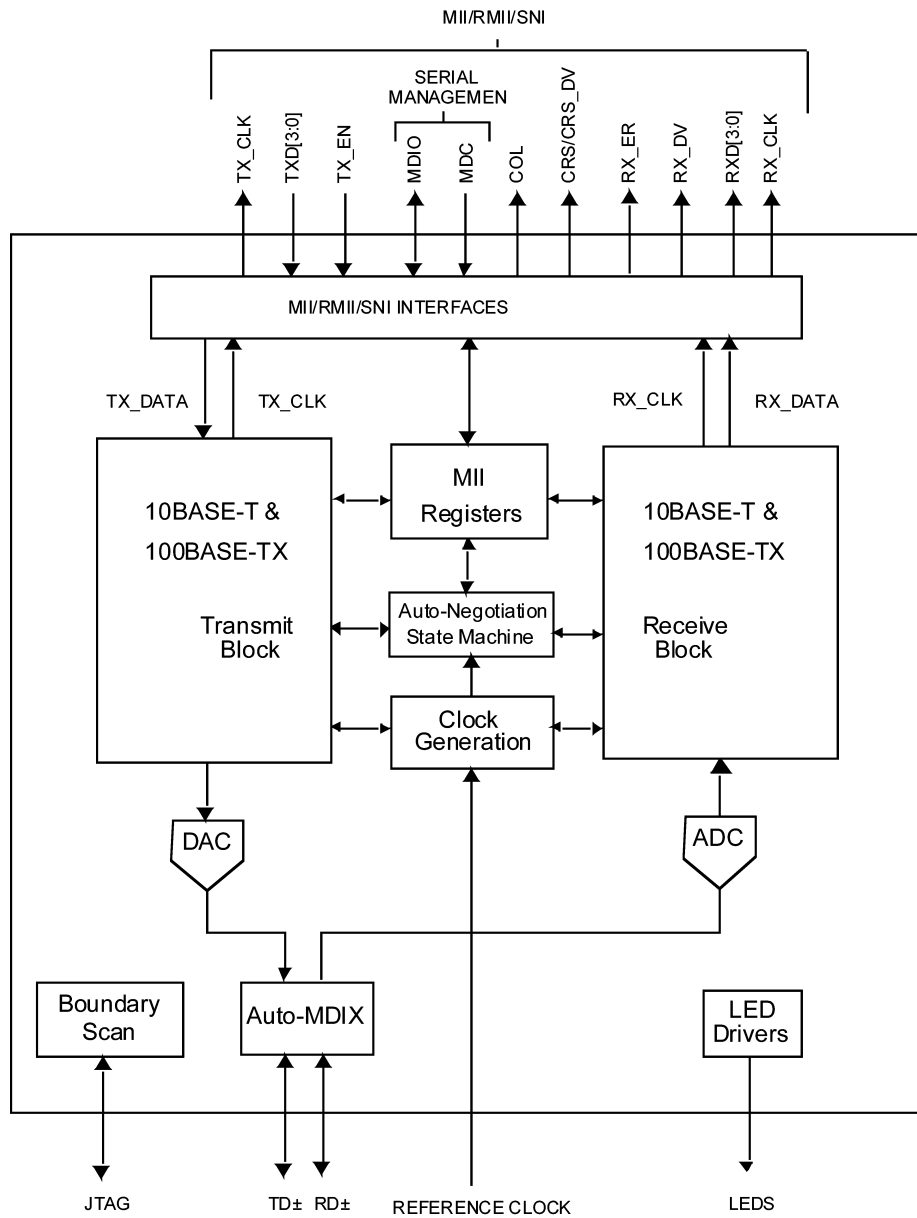 MII/RMII/SNI
SERIAL
MANAGEMEN
TX_CLK
TXD[3:0]
TX_EN
MDIO
MDC
COL
CRS/CRS_DV
RX_ER
RX_DV
RXD[3:0]
RX_CLK
MII/RMII/SNI INTERFACES
TX_DATA
TX_CLK
RX_CLK
RX_DATA
10BASE-T &
100BASE-TX
Transmit
Block
MII
Registers
Auto-Negotiation
State Machine
Clock
Generation
10BASE-T &
100BASE-TX
Receive
Block
DAC
ADC
Boundary
Scan
Auto-MDIX
LED
Drivers
JTAG
TD±
RD±
REFERENCE CLOCK
LEDS